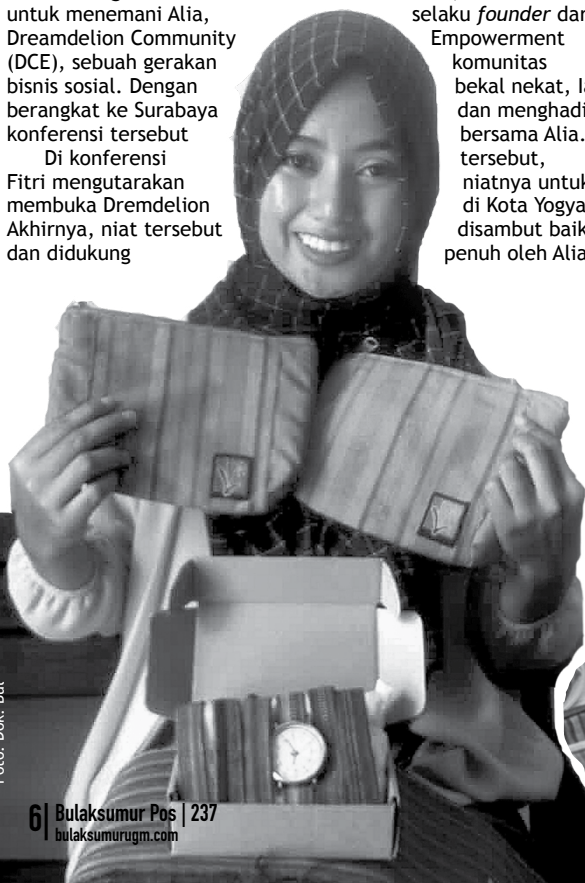 untuk menemani Alia, selaku founder dar
Dreamdelion Community Empowerment
(DCE), sebuah gerakan komunitas
bisnis sosial. Dengan bekal nekat, Ia
berangkat ke Surabaya dan menghadi
konferensi tersebut bersama Alia.
Di konferensi tersebut,
Fitri mengutarakan niatnya untuk
membuka Dremdelion di Kota Yogya
Akhirnya, niat tersebut disambut baik
dan didukung penuh oleh Alia
Foto: Dok. Bul
6| Bulaksumur Pos | 237
bulaksumurugm.com